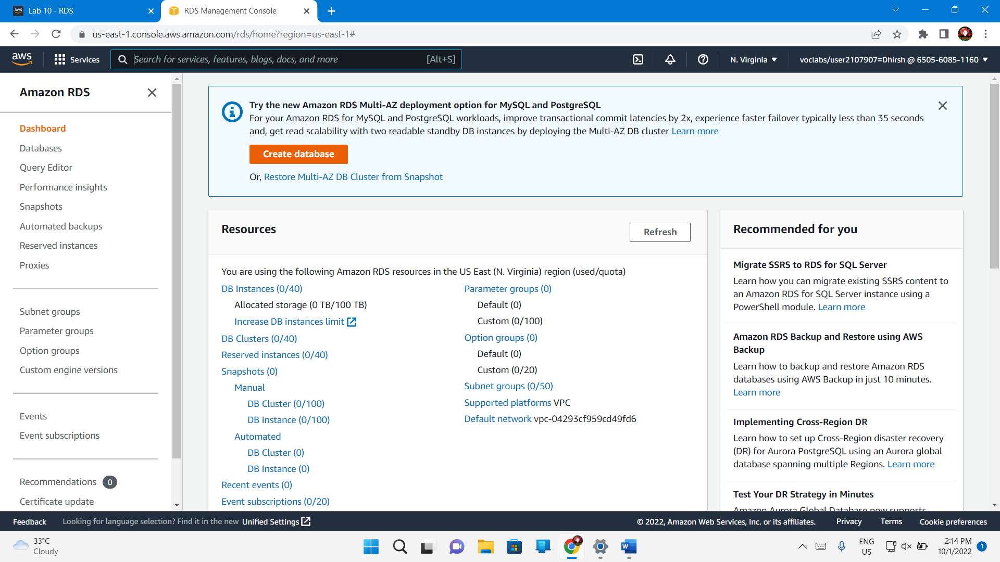 aws Lab 10 - RDS
RDS Management Console
us-east-1.console.aws.amazon.com/rds/home?region=us-east-1#
aws
Services
Search for services, features, blogs, docs, and more
[Alt+S]
N. Virginia
voclabs/user2107907=Dhirsh @ 6505-6085-1160
Amazon RDS
Dashboard
Databases
Query Editor
Performance insights
Snapshots
Automated backups
Reserved instances
Proxies
Subnet groups
Parameter groups
Option groups
Custom engine versions
Events
Event subscriptions
Recommendations 0
Certificate update
Try the new Amazon RDS Multi-AZ deployment option for MySQL and PostgreSQL
For your Amazon RDS for MySQL and PostgreSQL workloads, improve transactional commit latencies by 2x, experience faster failover typically less than 35 seconds
and, get read scalability with two readable standby DB instances by deploying the Multi-AZ DB cluster Learn more
Create database
Or, Restore Multi-AZ DB Cluster from Snapshot
Resources
Refresh
You are using the following Amazon RDS resources in the US East (N. Virginia) region (used/quota)
DB Instances (0/40)
Allocated storage (0 TB/100 TB)
Increase DB instances limit
DB Clusters (0/40)
Reserved instances (0/40)
Snapshots (0)
Manual
DB Cluster (0/100)
DB Instance (0/100)
Automated
DB Cluster (0)
DB Instance (0)
Recent events (0)
Event subscriptions (0/20)
Parameter groups (0)
Default (0)
Custom (0/100)
Option groups (0)
Default (0)
Custom (0/20)
Subnet groups (0/50)
Supported platforms VPC
Default network vpc-04293cf959cd49fd6
Recommended for you
Migrate SSRS to RDS for SQL Server
Learn how you can migrate existing SSRS content to
an Amazon RDS for SQL Server instance using a
PowerShell module. Learn more
Amazon RDS Backup and Restore using AWS
Backup
Learn how to backup and restore Amazon RDS
databases using AWS Backup in just 10 minutes.
Learn more
Implementing Cross-Region DR
Learn how to set up Cross-Region disaster recovery
(DR) for Aurora PostgreSQL using an Aurora global
database spanning multiple Regions. Learn more
Test Your DR Strategy in Minutes
Amazon Aurora Global Database now supports
Feedback
Looking for language selection? Find it in the new Unified Settings
© 2022, Amazon Web Services, Inc. or its affiliates.
Privacy
Terms
Cookie preferences
33°C
Cloudy
W
ENG
US
2:14 PM
10/1/2022
1